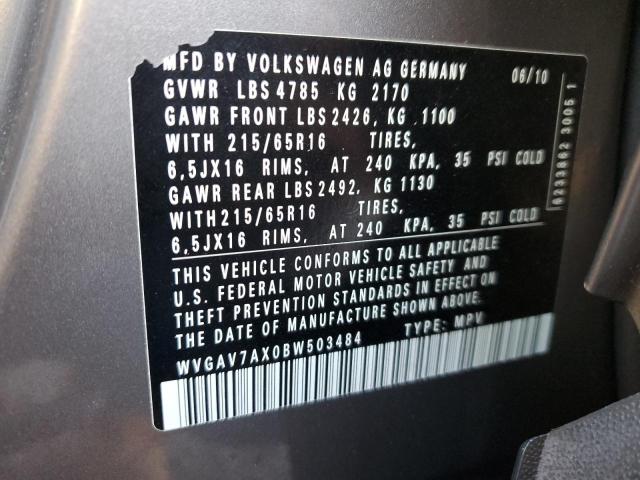 MFD BY VOLKSWAGEN AG GERMANY 06/10
GVWR LBS 4785 KG 2170
GAWR FRONT LBS 2426, KG 1100
WITH 215/65R16 TIRES,
6,5JX16 RIMS, AT 240 KPA, 35 PSI COLD
GAWR REAR LBS 2492, KG 1130
WITH 215/65R16 TIRES,
6,5JX16 RIMS, AT 240 KPA, 35 PSI COLD
THIS VEHICLE CONFORMS TO ALL APPLICABLE
U.S. FEDERAL MOTOR VEHICLE SAFETY AND
THEFT PREVENTION STANDARDS IN EFFECT ON
THE DATE OF MANUFACTURE SHOWN ABOVE.
WVGAV7AX0BW503484 TYPE: MPV
6233862 3005 1